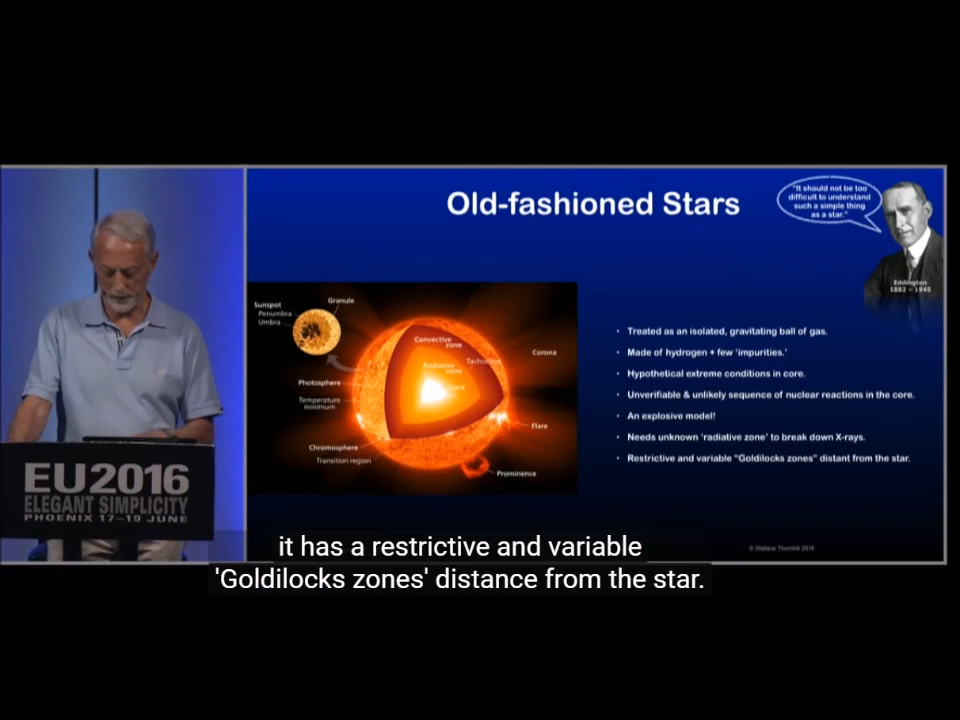 Old-fashioned Stars
"It should not be too
difficult to understand
such a simple thing
as a star."
Eddington
1882 – 1945
Sunspot
Penumbra
Umbra
Granule
Convective
zone
Radiative
zone
Tachocline
Core
Corona
Photosphere
Temperature
minimum
Flare
Chromosphere
Transition region
Prominence
• Treated as an isolated, gravitating ball of gas.
• Made of hydrogen + few 'impurities.'
• Hypothetical extreme conditions in core.
• Unverifiable & unlikely sequence of nuclear reactions in the core.
• An explosive model!
• Needs unknown 'radiative zone' to break down X-rays.
• Restrictive and variable "Goldilocks zones" distant from the star.
© Wallace Thornhill 2016
EU2016
ELEGANT SIMPLICITY
PHOENIX 17–19 JUNE
it has a restrictive and variable
'Goldilocks zones' distance from the star.